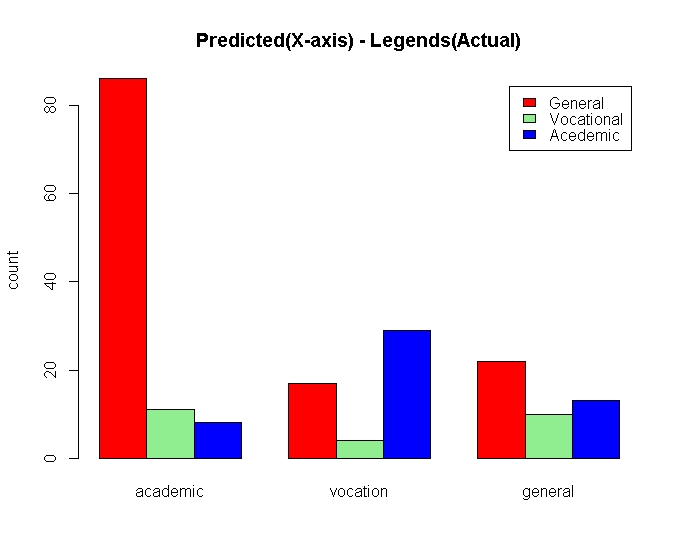 Predicted(X-axis) - Legends(Actual)
General
Vocational
Acedemic
count
80
60
40
20
0
academic vocation general